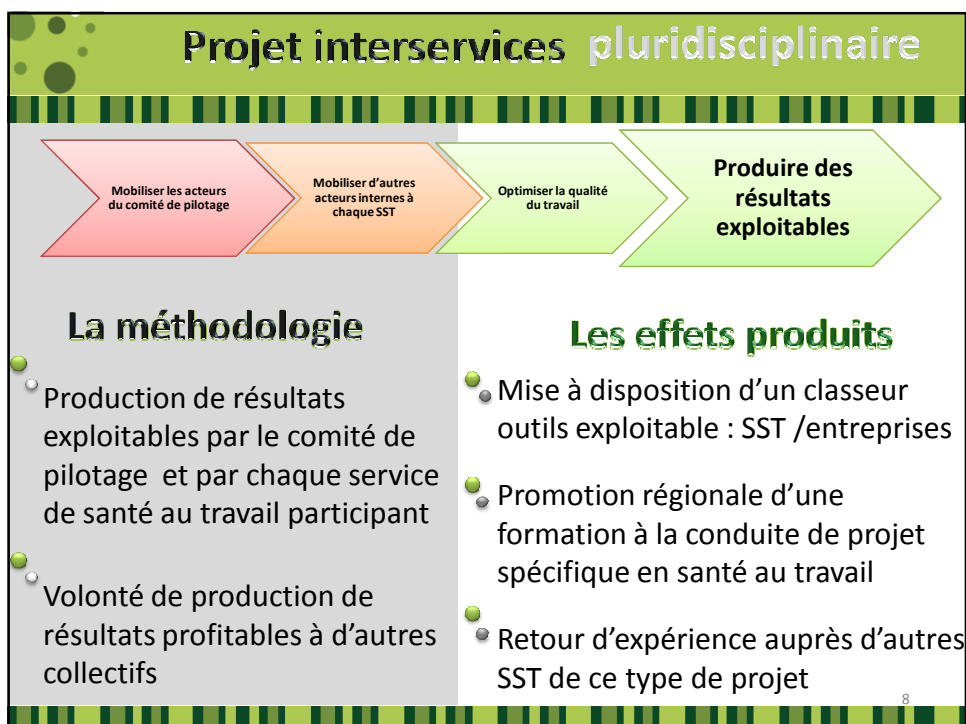 Projet interservices pluridisciplinaire
Mobiliser les acteurs
du comité de pilotage
Mobiliser d’autres
acteurs internes à
chaque SST
Optimiser la qualité
du travail
Produire des
résultats
exploitables
La méthodologie
Production de résultats
exploitables par le comité de
pilotage et par chaque service
de santé au travail participant
Volonté de production de
résultats profitables à d’autres
collectifs
Les effets produits
Mise à disposition d’un classeur
outils exploitable : SST /entreprises
Promotion régionale d’une
formation à la conduite de projet
spécifique en santé au travail
Retour d’expérience auprès d’autres
SST de ce type de projet
8